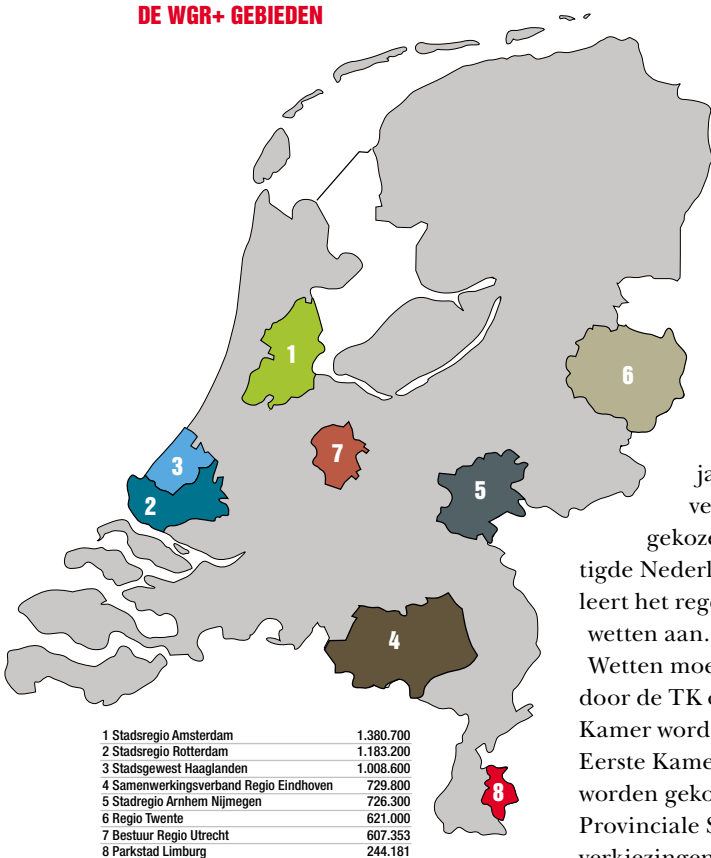 DE WGR+ GEBIEDEN
1
6
7
3
5
2
4
8
1 Stadsregio Amsterdam 1.380.700
2 Stadsregio Rotterdam 1.183.200
3 Stadsgewest Haaglanden 1.008.600
4 Samenwerkingsverband Regio Eindhoven 729.800
5 Stadregio Arnhem Nijmegen 726.300
6 Regio Twente 621.000
7 Bestuur Regio Utrecht 607.353
8 Parkstad Limburg 244.181
ja
ve
gekoze
tigde Nederl
leert het rege
wetten aan.
Wetten moe
door de TK
Kamer word
Eerste Kame
worden geko
Provinciale S
verkiezingen